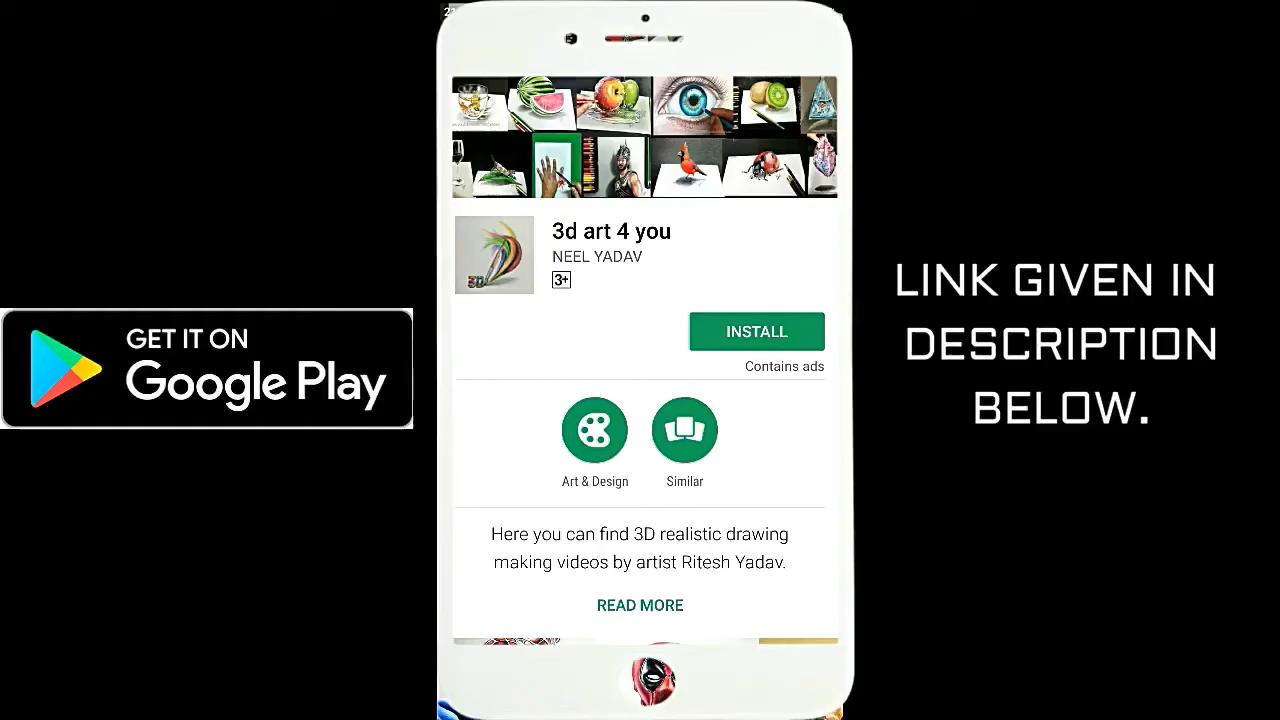 3d art 4 you
NEEL YADAV
3+
INSTALL
Contains ads
Art & Design
Similar
Here you can find 3D realistic drawing
making videos by artist Ritesh Yadav.
READ MORE
GET IT ON
Google Play
LINK GIVEN IN
DESCRIPTION
BELOW.
3D